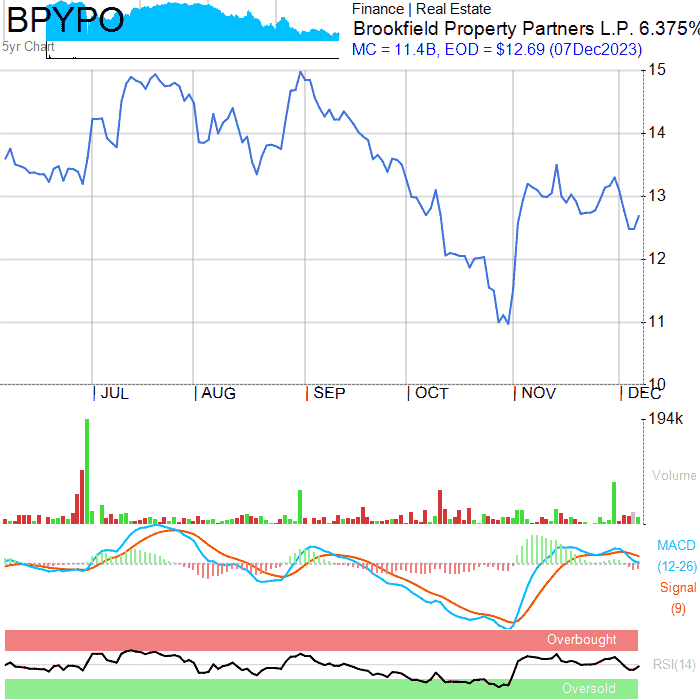 BPYPO
5yr Chart
Finance | Real Estate
Brookfield Property Partners L.P. 6.375%
MC = 11.4B, EOD = $12.69 (07Dec2023)
15
14
13
12
11
10
JUL AUG SEP OCT NOV DEC
194k
Volume
MACD
(12-26)
Signal
(9)
Overbought
RSI(14)
Oversold